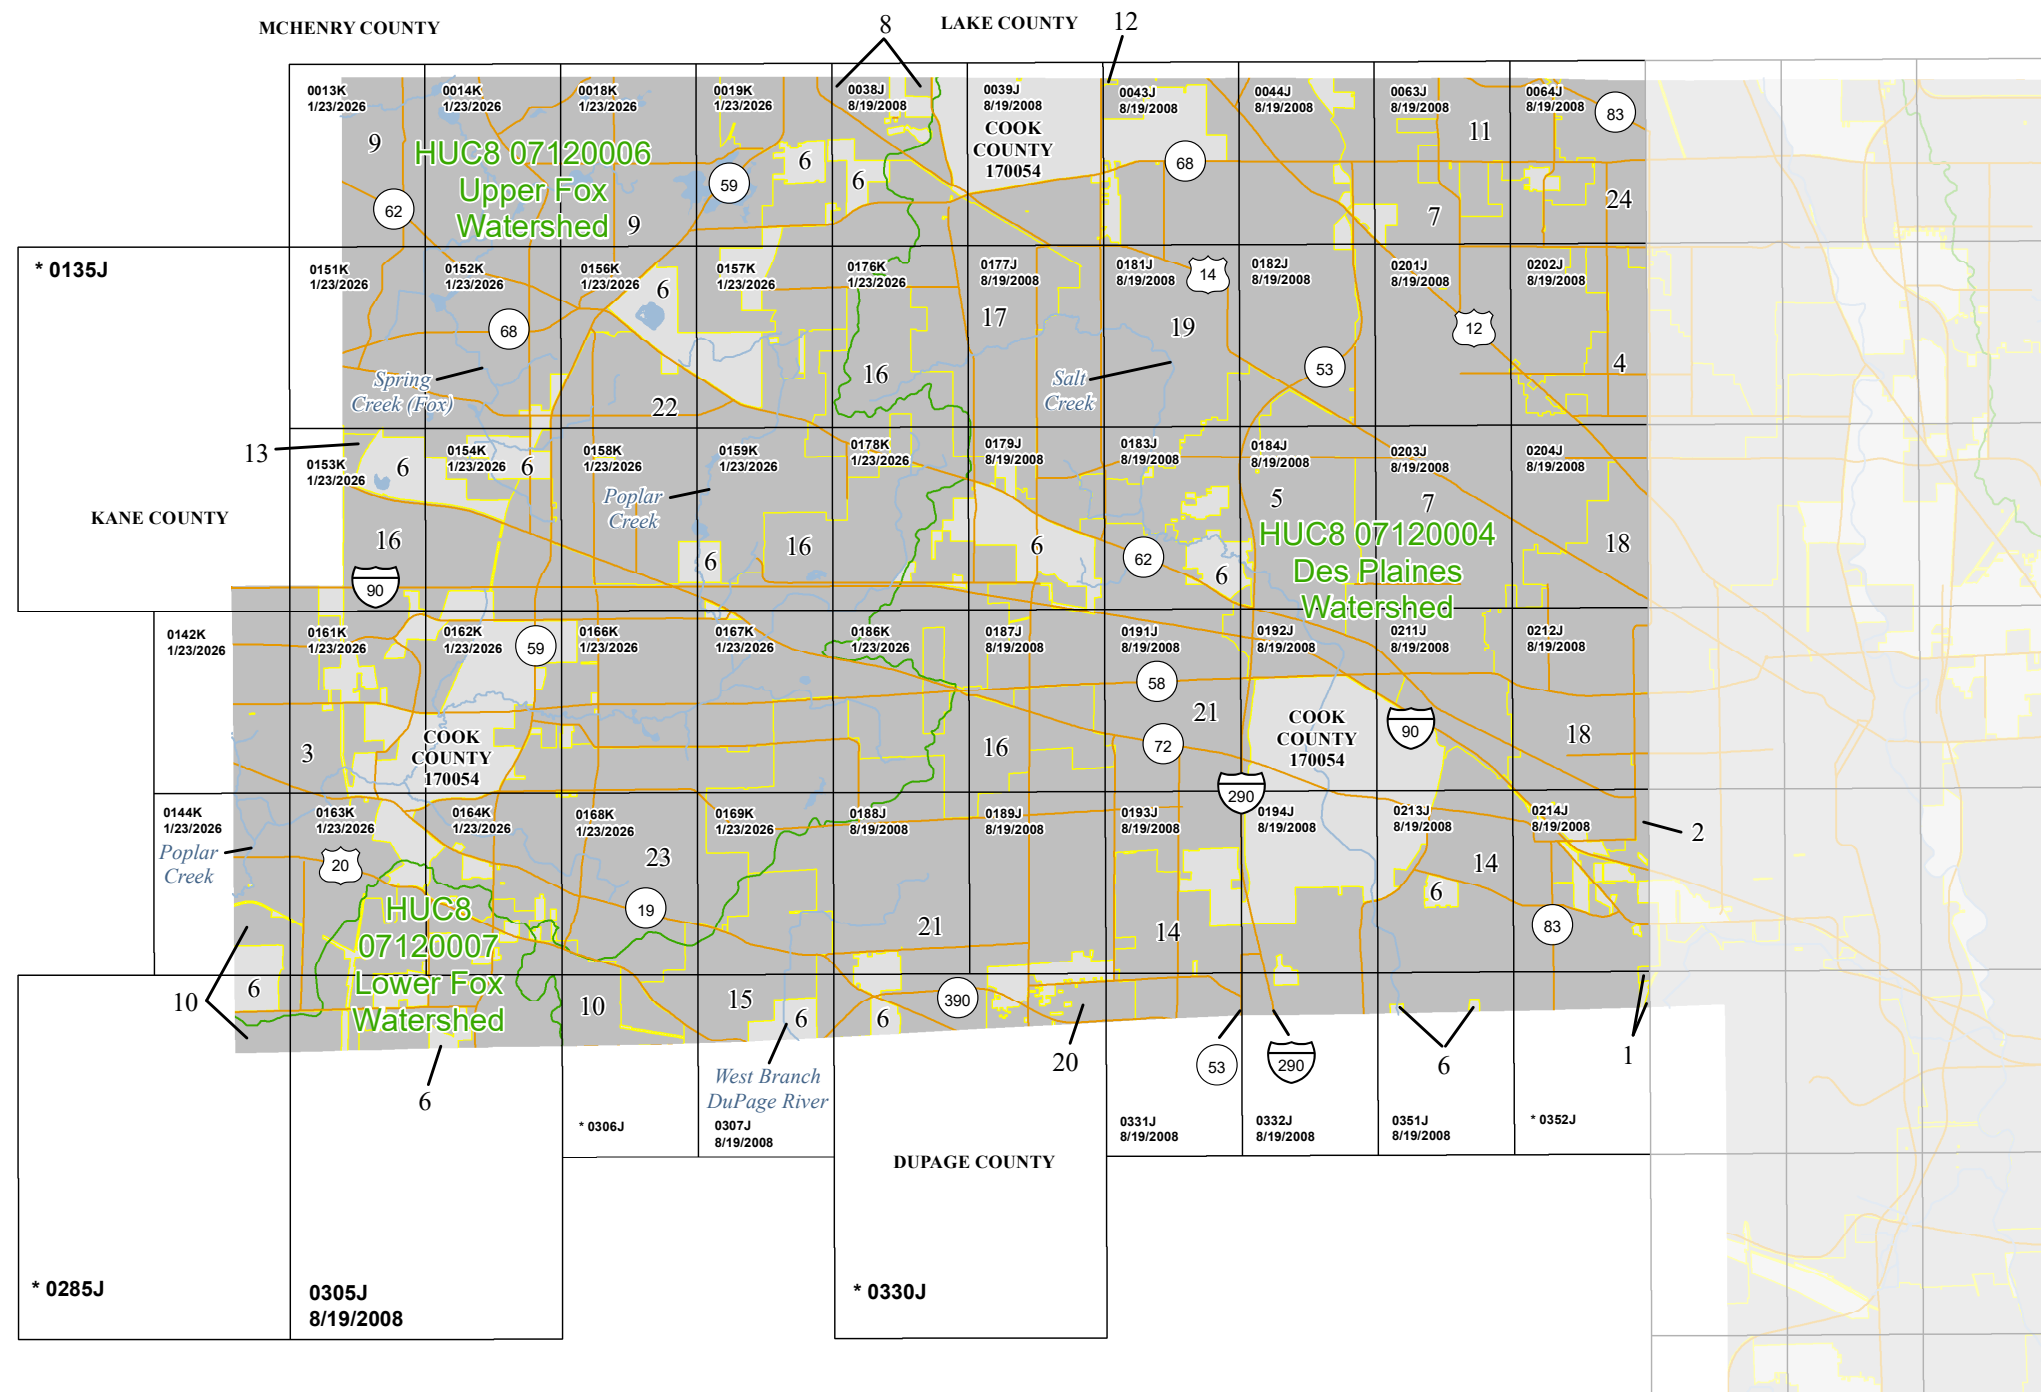 MCHENRY COUNTY
8
LAKE COUNTY
12
0013K
1/23/2026
0014K
1/23/2026
0018K
1/23/2026
0019K
1/23/2026
0038J
8/19/2008
0039J
8/19/2008
COOK
COUNTY
170054
0043J
8/19/2008
0044J
8/19/2008
0063J
8/19/2008
0064J
8/19/2008
83
9
HUC8 07120006
Upper Fox
Watershed
59
6
6
68
11
62
9
7
24
* 0135J
0151K
1/23/2026
0152K
1/23/2026
0156K
1/23/2026
6
0157K
1/23/2026
0176K
1/23/2026
0177J
8/19/2008
0181J
8/19/2008
14
0182J
8/19/2008
0201J
8/19/2008
0202J
8/19/2008
68
17
19
12
53
4
Spring
Creek (Fox)
22
16
Salt
Creek
13
0153K
1/23/2026
6
0154K
1/23/2026
6
0158K
1/23/2026
0159K
1/23/2026
0178K
1/23/2026
0179J
8/19/2008
0183J
8/19/2008
0184J
8/19/2008
0203J
8/19/2008
0204J
8/19/2008
KANE COUNTY
Poplar
Creek
5
7
HUC8 07120004
Des Plaines
Watershed
16
90
6
16
6
62
6
18
0142K
1/23/2026
0161K
1/23/2026
0162K
1/23/2026
59
0166K
1/23/2026
0167K
1/23/2026
0186K
1/23/2026
0187J
8/19/2008
0191J
8/19/2008
0192J
8/19/2008
0211J
8/19/2008
0212J
8/19/2008
58
21
3
COOK
COUNTY
170054
16
72
COOK
COUNTY
170054
90
18
290
0144K
1/23/2026
0163K
1/23/2026
0164K
1/23/2026
0168K
1/23/2026
0169K
1/23/2026
0188J
8/19/2008
0189J
8/19/2008
0193J
8/19/2008
0194J
8/19/2008
0213J
8/19/2008
0214J
8/19/2008
2
Poplar
Creek
20
23
14
6
HUC8
07120007
Lower Fox
Watershed
19
21
14
83
10
6
10
15
6
6
390
20
53
290
6
1
6
West Branch
DuPage River
* 0306J
0307J
8/19/2008
0331J
8/19/2008
0332J
8/19/2008
0351J
8/19/2008
* 0352J
DUPAGE COUNTY
* 0285J
0305J
8/19/2008
* 0330J